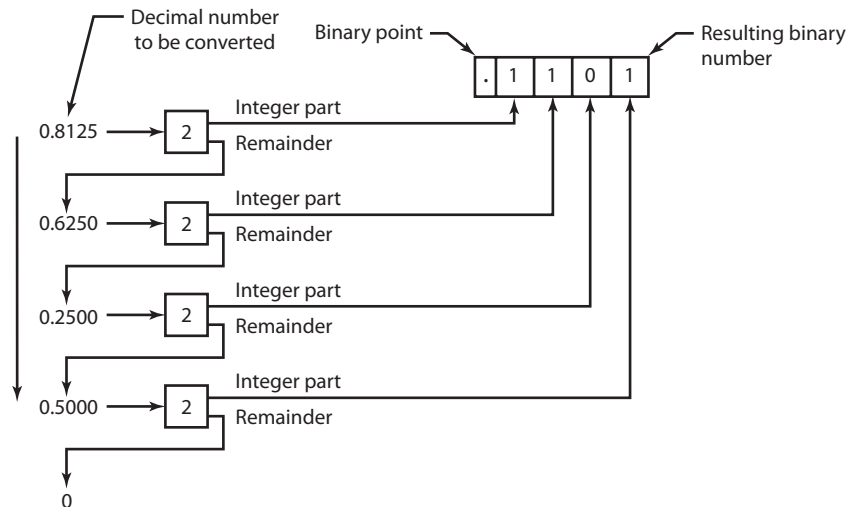 Decimal number
to be converted
Binary point
. 1 1 0 1
Resulting binary
number
0.8125
2
Integer part
Remainder
0.6250
2
Integer part
Remainder
0.2500
2
Integer part
Remainder
0.5000
2
Integer part
Remainder
0